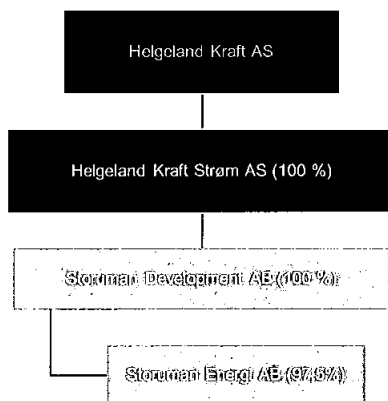 Helgeland Kraft AS
Helgeland Kraft Strøm AS (100 %)
Storuman Development AB (100 %)
Storuman Energi AB (97,5%)